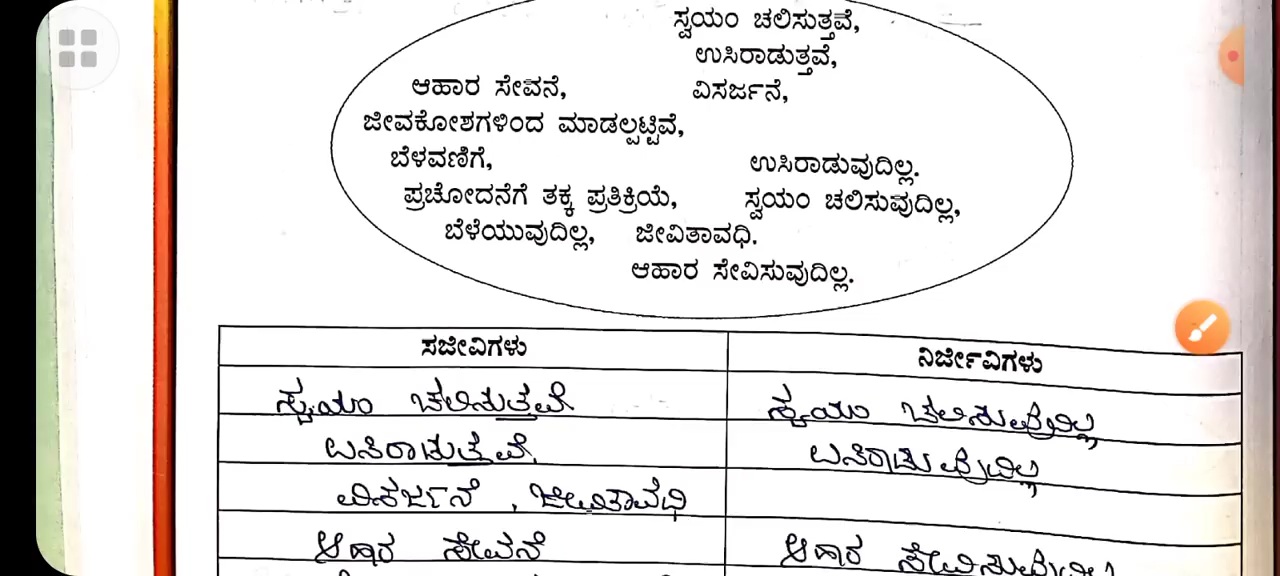 ಸ್ವಯಂ ಚಲಿಸುತ್ತವೆ,
ಉಸಿರಾಡುತ್ತವೆ,
ಆಹಾರ ಸೇವನೆ, ವಿಸರ್ಜನೆ,
ಜೀವಕೋಶಗಳಿಂದ ಮಾಡಲ್ಪಟ್ಟಿವೆ,
ಬೆಳವಣಿಗೆ, ಉಸಿರಾಡುವುದಿಲ್ಲ.
ಪ್ರಚೋದನೆಗೆ ತಕ್ಕ ಪ್ರತಿಕ್ರಿಯೆ, ಸ್ವಯಂ ಚಲಿಸುವುದಿಲ್ಲ,
ಬೆಳೆಯುವುದಿಲ್ಲ, ಜೀವಿತಾವಧಿ.
ಆಹಾರ ಸೇವಿಸುವುದಿಲ್ಲ.
ಸಜೀವಿಗಳು ನಿರ್ಜೀವಿಗಳು
ಸ್ವಯಂ ಚಲಿಸುತ್ತವೆ ಸ್ವಯಂ ಚಲಿಸುವುದಿಲ್ಲ
ಉಸಿರಾಡುತ್ತವೆ. ಉಸಿರಾಡುವುದಿಲ್ಲ
ವಿಸರ್ಜನೆ, ಜೀವಿತಾವಧಿ
ಆಹಾರ ಸೇವನೆ ಆಹಾರ ಸೇವಿಸುವುದಿಲ್ಲ